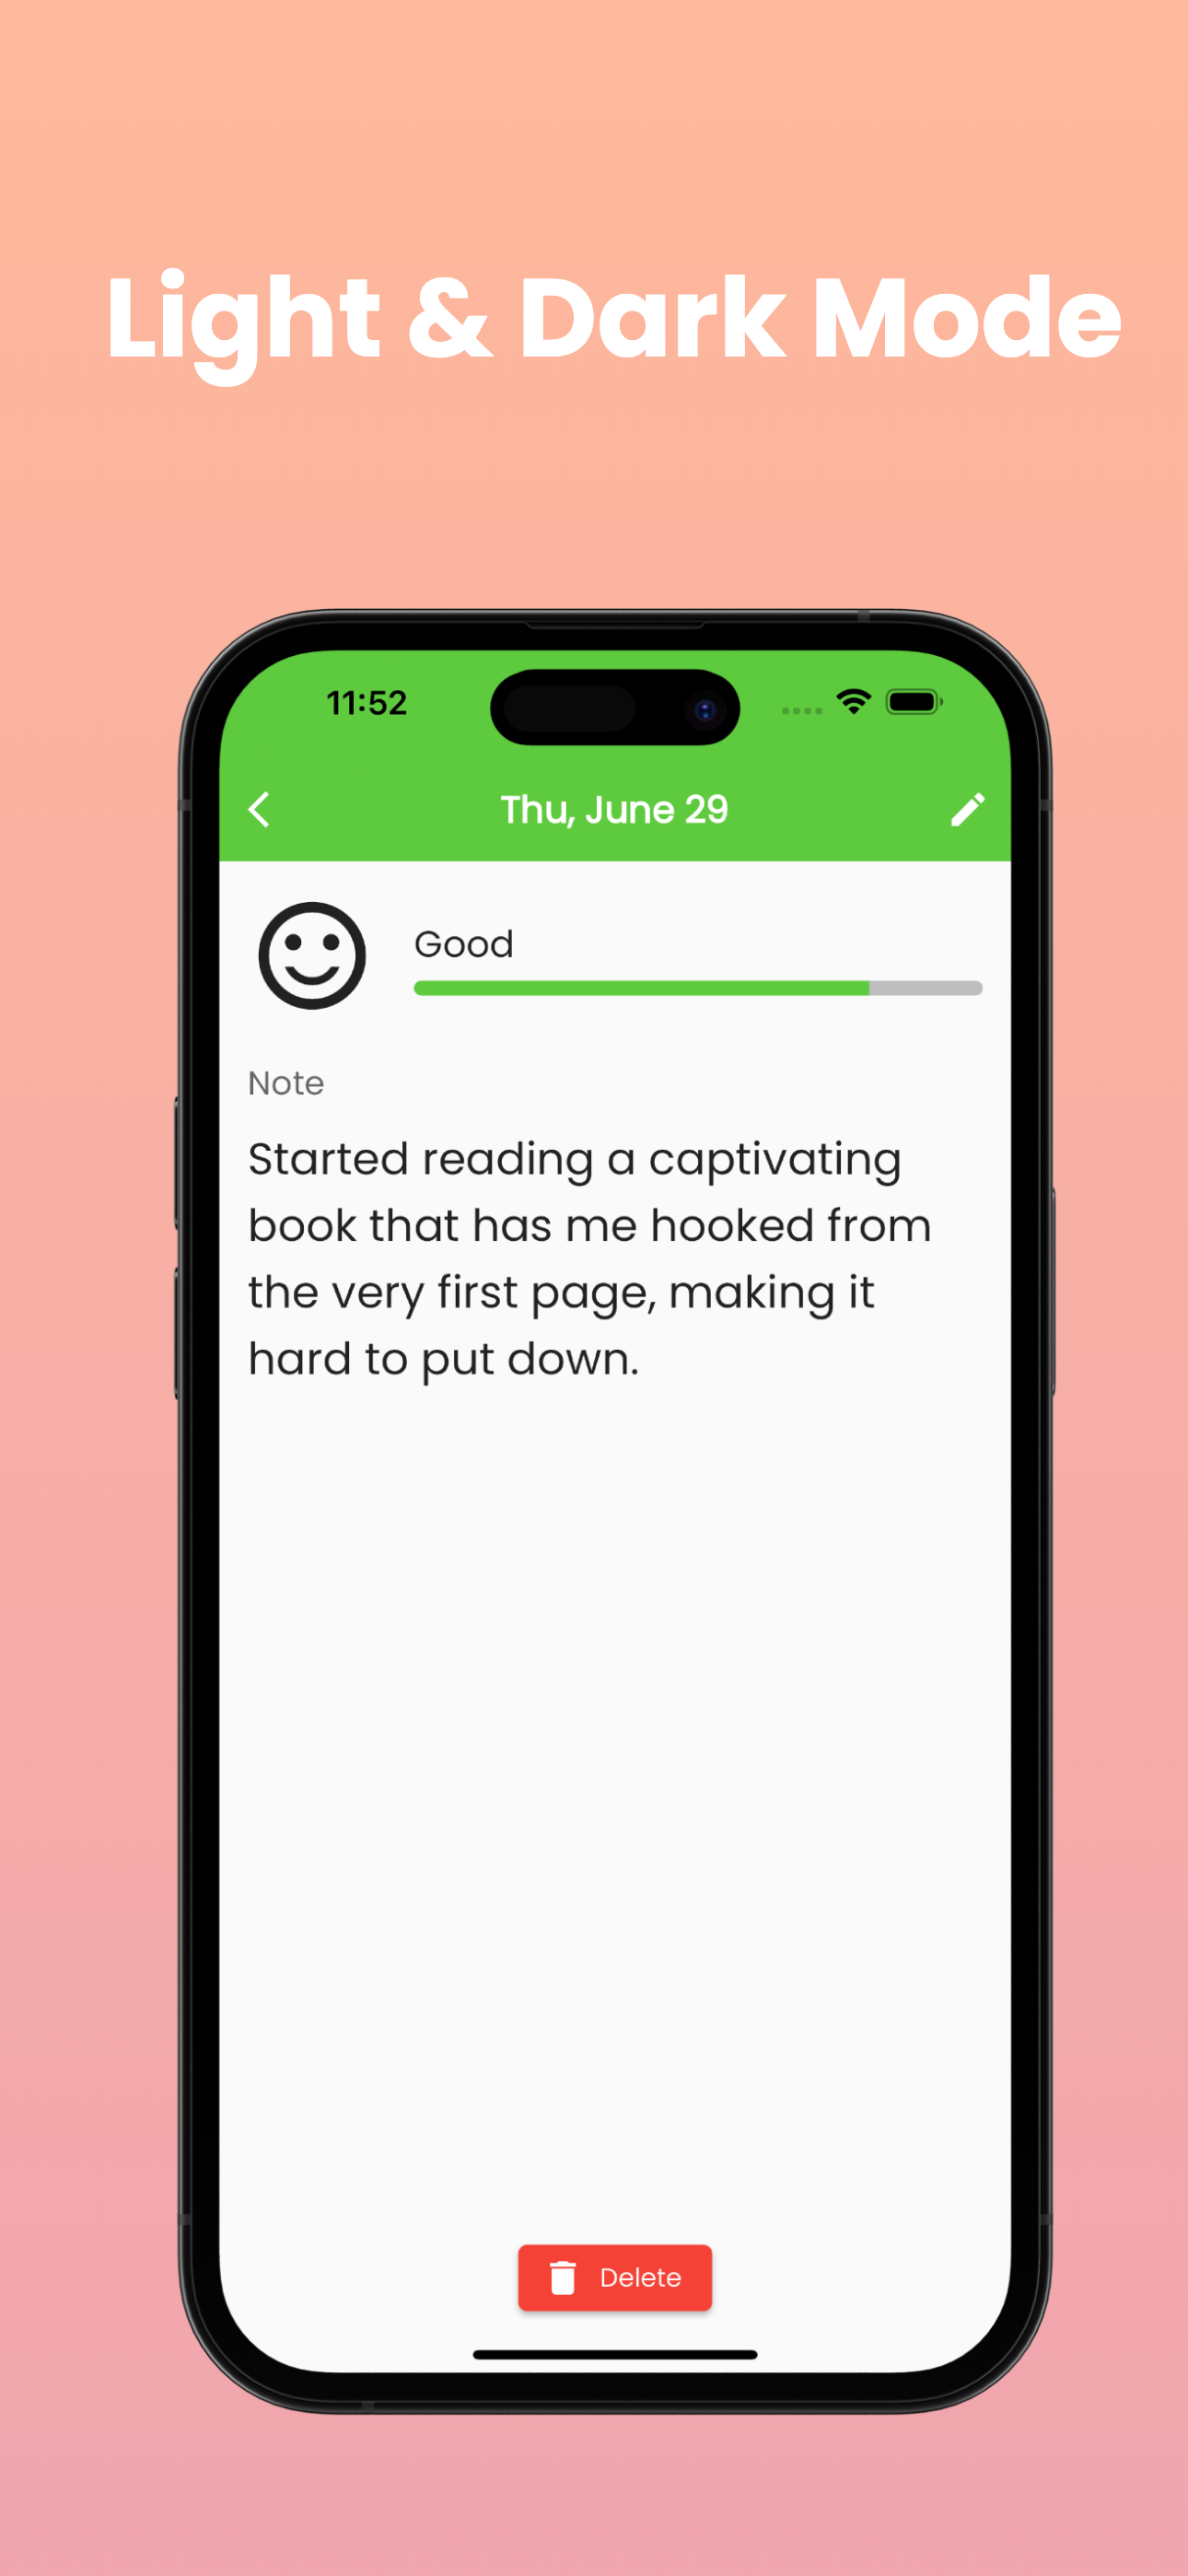 Light & Dark Mode
11:52
Thu, June 29
Good
Note
Started reading a captivating
book that has me hooked from
the very first page, making it
hard to put down.
Delete